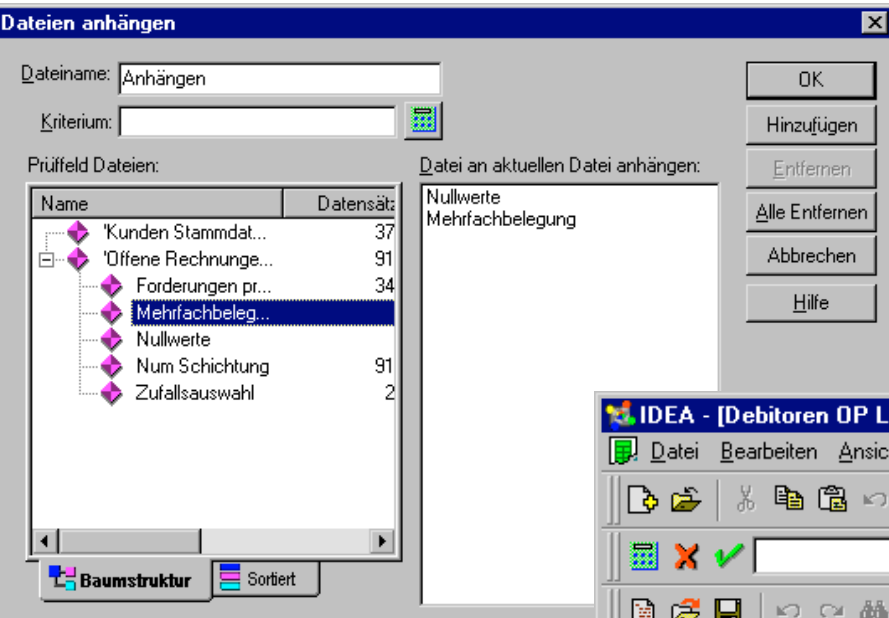 Dateien anhängen
Dateiname: Anhängen
Kriterium:
Prüffeld Dateien:
Name Datensätz
'Kunden Stammdat... 37
'Offene Rechnunge... 91
Forderungen pr... 34
Mehrfachbeleg...
Nullwerte
Num Schichtung 91
Zufallsauswahl 2
Baumstruktur Sortiert
Datei an aktuellen Datei anhängen:
Nullwerte
Mehrfachbelegung
OK
Hinzufügen
Entfernen
Alle Entfernen
Abbrechen
Hilfe
IDEA - [Debitoren OP L
Datei Bearbeiten Ansic